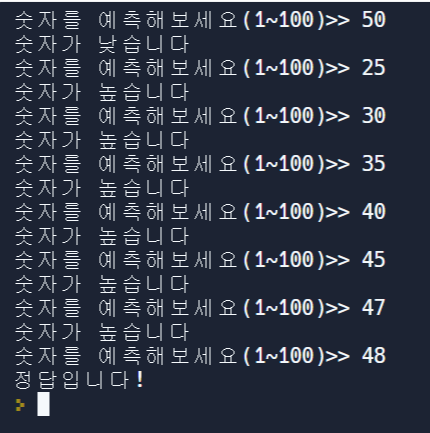 숫자를 예측해보세요(1~100)>> 50
숫자가 낮습니다
숫자를 예측해보세요(1~100)>> 25
숫자가 높습니다
숫자를 예측해보세요(1~100)>> 30
숫자가 높습니다
숫자를 예측해보세요(1~100)>> 35
숫자가 높습니다
숫자를 예측해보세요(1~100)>> 40
숫자가 높습니다
숫자를 예측해보세요(1~100)>> 45
숫자가 높습니다
숫자를 예측해보세요(1~100)>> 47
숫자가 높습니다
숫자를 예측해보세요(1~100)>> 48
정답입니다!
>